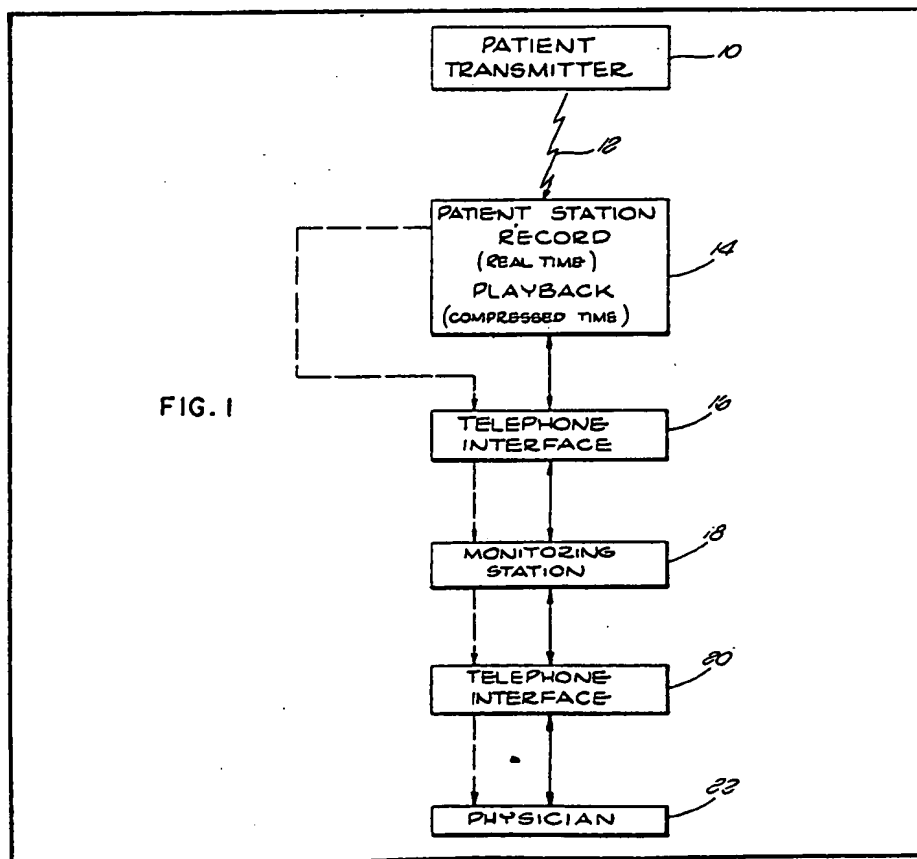 PATIENT
TRANSMITTER
10
12
PATIENT STATION
RECORD
(REAL TIME)
PLAYBACK
(COMPRESSED TIME)
14
FIG. 1
TELEPHONE
INTERFACE
16
MONITORING
STATION
18
TELEPHONE
INTERFACE
20
PHYSICIAN
22